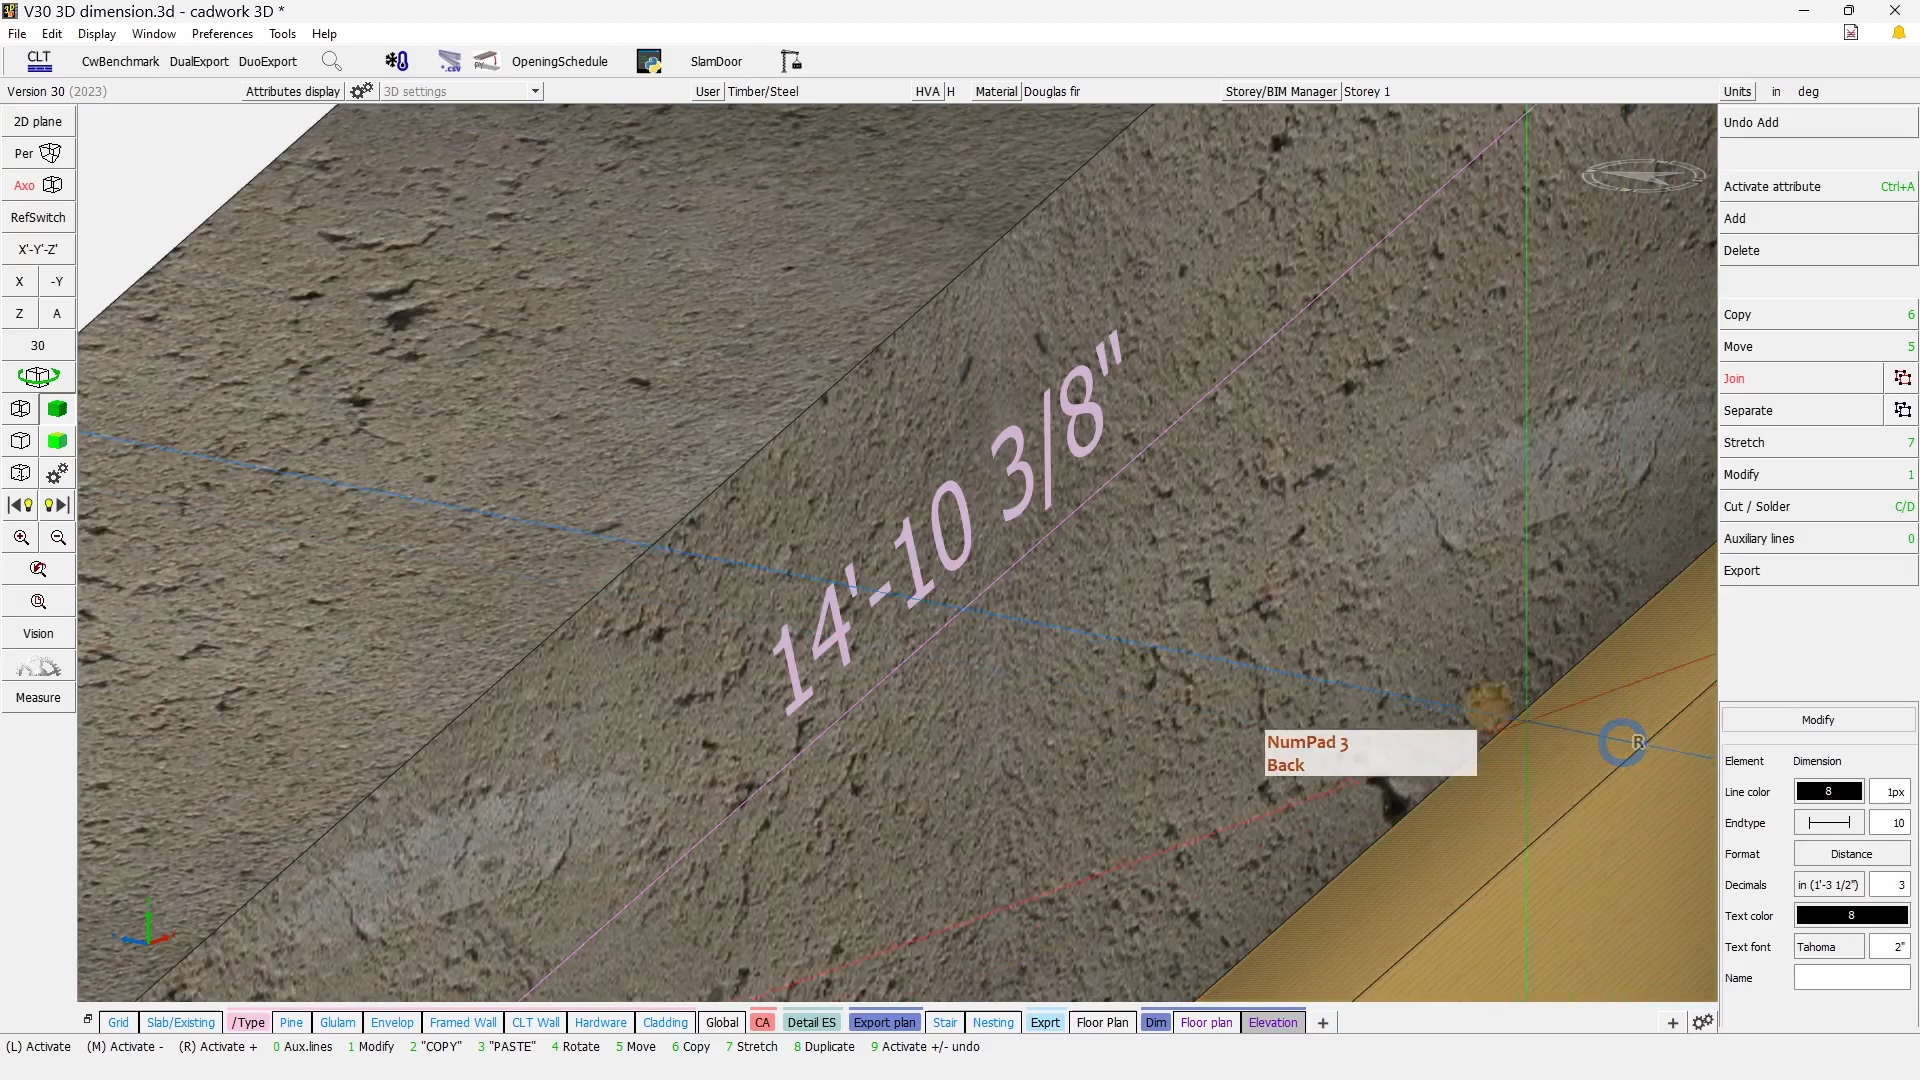 V30 3D dimension.3d - cadwork 3D *
File Edit Display Window Preferences Tools Help
CLT CwBenchmark DualExport DuoExport .CSV OpeningSchedule SlamDoor
Version 30 (2023) Attributes display 3D settings User Timber/Steel HVA H Material Douglas fir Storey/BIM Manager Storey 1 Units in deg
2D plane
Per
Axo
RefSwitch
X'-Y'-Z'
X -Y
Z A
30
Vision
Measure
14'-10 3/8"
NumPad 3
Back
R
Undo Add
Activate attribute Ctrl+A
Add
Delete
Copy 6
Move 5
Join
Separate
Stretch 7
Modify 1
Cut / Solder C/D
Auxiliary lines 0
Export
Modify
Element Dimension
Line color 8 1px
Endtype 10
Format Distance
Decimals in (1'-3 1/2") 3
Text color 8
Text font Tahoma 2"
Name
Grid Slab/Existing /Type Pine Glulam Envelop Framed Wall CLT Wall Hardware Cladding Global CA Detail ES Export plan Stair Nesting Exprt Floor Plan Dim Floor plan Elevation + +
(L) Activate (M) Activate - (R) Activate + 0 Aux.lines 1 Modify 2 "COPY" 3 "PASTE" 4 Rotate 5 Move 6 Copy 7 Stretch 8 Duplicate 9 Activate +/- undo